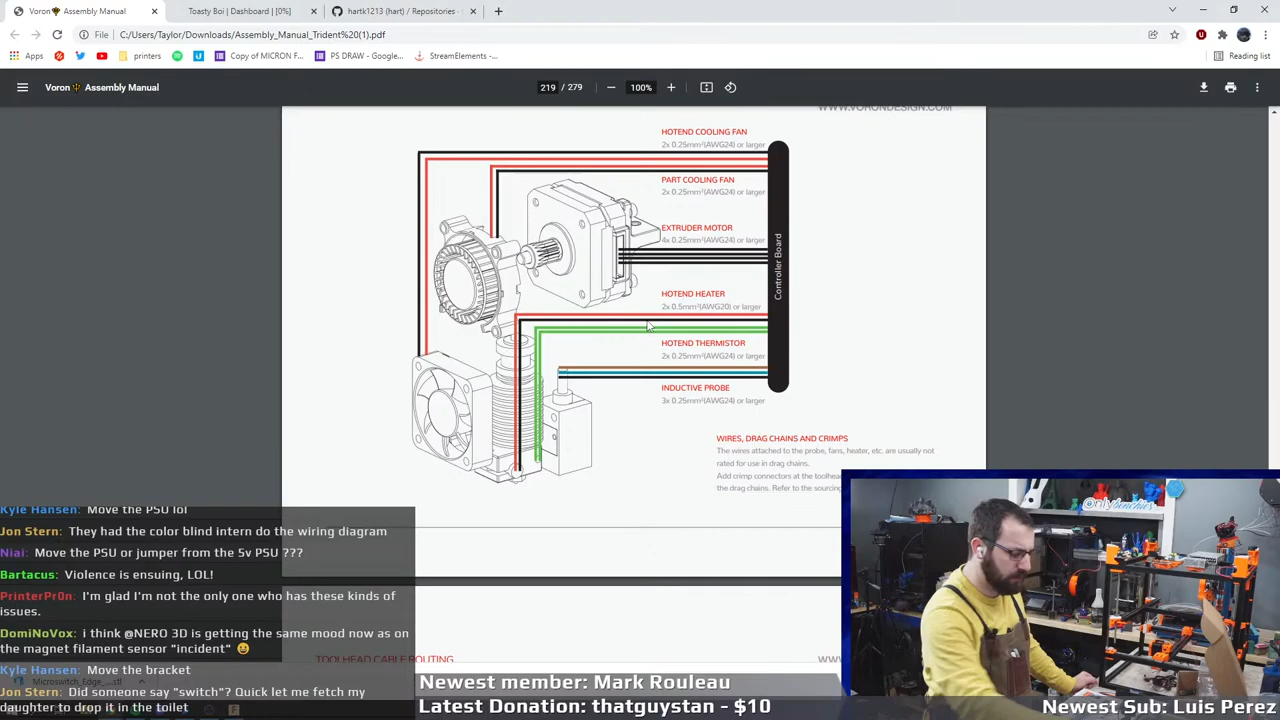 Voron Assembly Manual
Toasty Boi | Dashboard | [0%]
hartk1213 (hart) / Repositories -
File
C:/Users/Taylor/Downloads/Assembly_Manual_Trident%20(1).pdf
Apps
printers
Copy of MICRON F...
PS DRAW - Google...
StreamElements -...
Reading list
Voron Assembly Manual
219 / 279
100%
WWW.VORONDESIGN.COM
HOTEND COOLING FAN
2x 0.25mm²(AWG24) or larger
PART COOLING FAN
2x 0.25mm²(AWG24) or larger
EXTRUDER MOTOR
4x 0.25mm²(AWG24) or larger
Controller Board
HOTEND HEATER
2x 0.5mm²(AWG20) or larger
HOTEND THERMISTOR
2x 0.25mm²(AWG24) or larger
INDUCTIVE PROBE
3x 0.25mm²(AWG24) or larger
WIRES, DRAG CHAINS AND CRIMPS
The wires attached to the probe, fans, heater, etc. are usually not
rated for use in drag chains.
Add crimp connectors at the toolhea
the drag chains. Refer to the sourcing
Kyle Hansen: Move the PSU lol
Jon Stern: They had the color blind intern do the wiring diagram
Niai: Move the PSU or jumper from the 5v PSU ???
Bartacus: Violence is ensuing, LOL!
PrinterPr0n: I'm glad I'm not the only one who has these kinds of
issues.
DomiNoVox: i think @NERO 3D is getting the same mood now as on
the magnet filament sensor "incident"
Kyle Hansen: Move the bracket
Jon Stern: Did someone say "switch"? Quick let me fetch my
daughter to drop it in the toilet
Microswitch_Edge_...stl
TOOLHEAD CABLE ROUTING
Newest member: Mark Rouleau
Latest Donation: thatguystan - $10
Newest Sub: Luis Perez